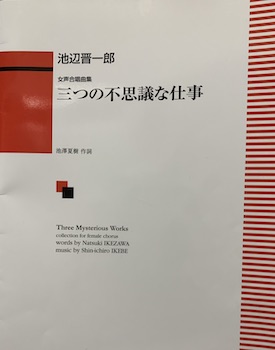 池辺晋一郎
女声合唱曲集
三つの不思議な仕事
池澤夏樹 作詞
Three Mysterious Works
collection for female chorus
words by Natsuki IKEZAWA
music by Shin-ichiro IKEBE